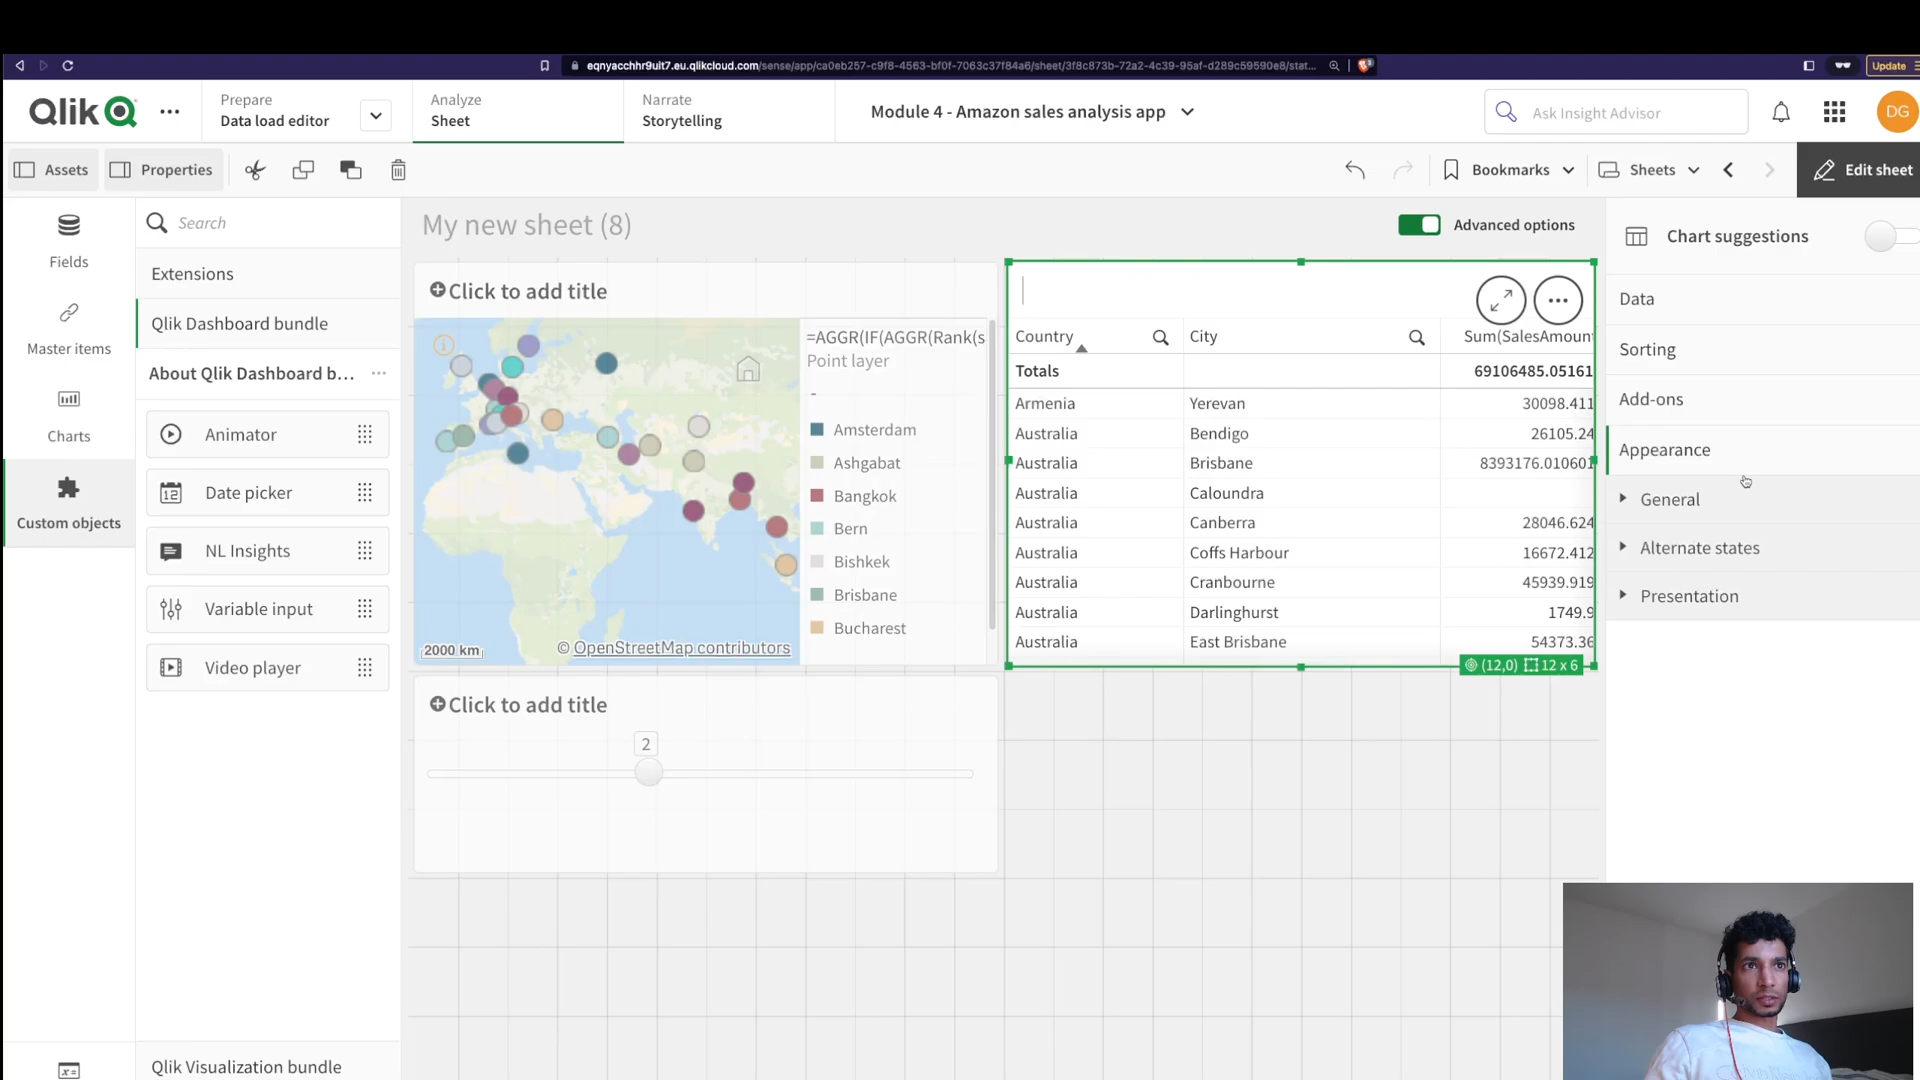 eqnyacchhr9uit7.eu.qlikcloud.com/sense/app/ca0eb257-c9f8-4563-bf0f-7063c37f84a6/sheet/3f8c873b-72a2-4c39-95af-d289c59590e8/stat...
Update
Qlik
Prepare
Data load editor
Analyze
Sheet
Narrate
Storytelling
Module 4 - Amazon sales analysis app
Ask Insight Advisor
DG
Assets
Properties
Bookmarks
Sheets
Edit sheet
Fields
Master items
Charts
Custom objects
Search
Extensions
Qlik Dashboard bundle
About Qlik Dashboard b...
Animator
Date picker
12
NL Insights
Variable input
Video player
Qlik Visualization bundle
My new sheet (8)
Advanced options
Click to add title
=AGGR(IF(AGGR(Rank(s
Point layer
-
Amsterdam
Ashgabat
Bangkok
Bern
Bishkek
Brisbane
Bucharest
2000 km
© OpenStreetMap contributors
Country City Sum(SalesAmount
Totals 69106485.05161
Armenia Yerevan 30098.411
Australia Bendigo 26105.24
Australia Brisbane 8393176.010601
Australia Caloundra
Australia Canberra 28046.624
Australia Coffs Harbour 16672.412
Australia Cranbourne 45939.919
Australia Darlinghurst 1749.9
Australia East Brisbane 54373.36
(12,0) 12 x 6
Click to add title
2
Chart suggestions
Data
Sorting
Add-ons
Appearance
General
Alternate states
Presentation